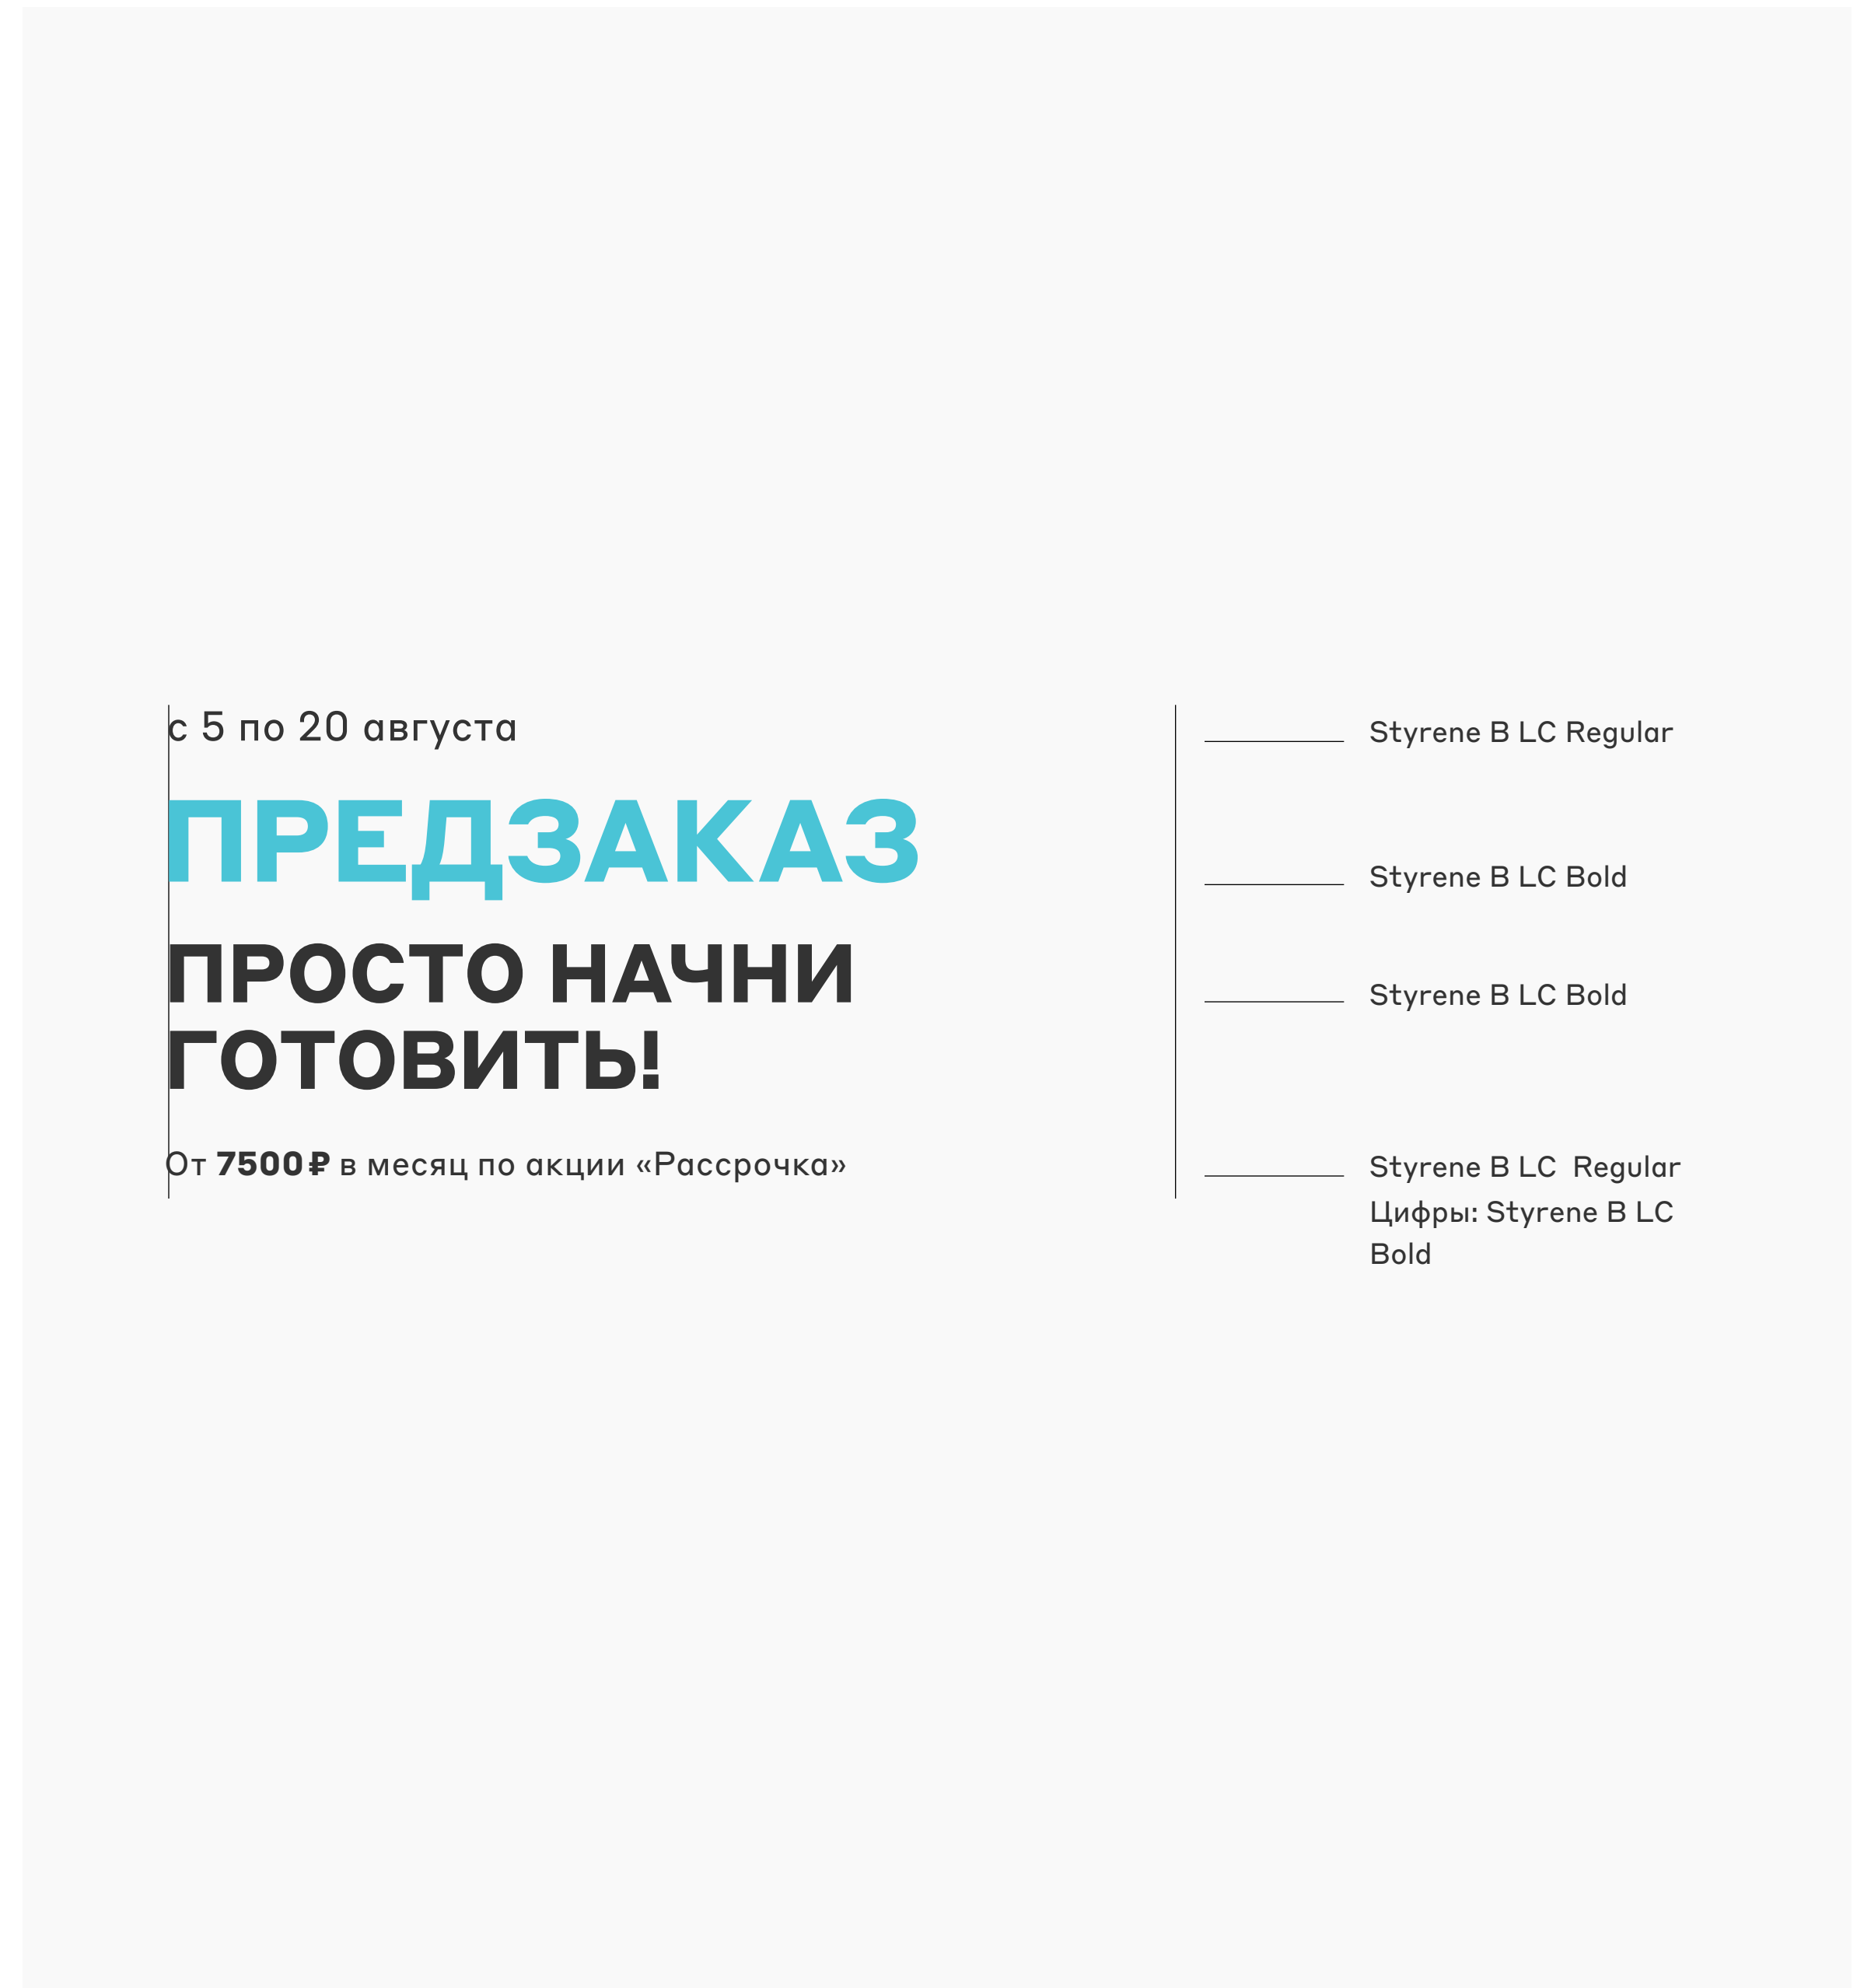 с 5 по 20 августа
Styrene B LC Regular
ПРЕДЗАКАЗ
Styrene B LC Bold
ПРОСТО НАЧНИ
Styrene B LC Bold
ГОТОВИТЬ!
От 7500 ₽ в месяц по акции «Рассрочка»
Styrene B LC  Regular
Цифры: Styrene B LC
Bold